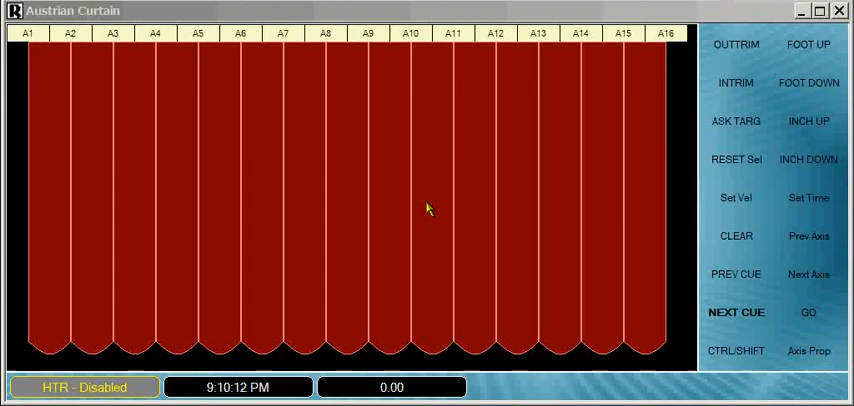 Austrian Curtain
A1 A2 A3 A4 A5 A6 A7 A8 A9 A10 A11 A12 A13 A14 A15 A16
OUTTRIM FOOT UP
INTRIM FOOT DOWN
ASK TARG INCH UP
RESET Sel INCH DOWN
Set Vel Set Time
CLEAR Prev Axis
PREV CUE Next Axis
NEXT CUE GO
CTRL/SHIFT Axis Prop
HTR - Disabled 9:10:12 PM 0.00